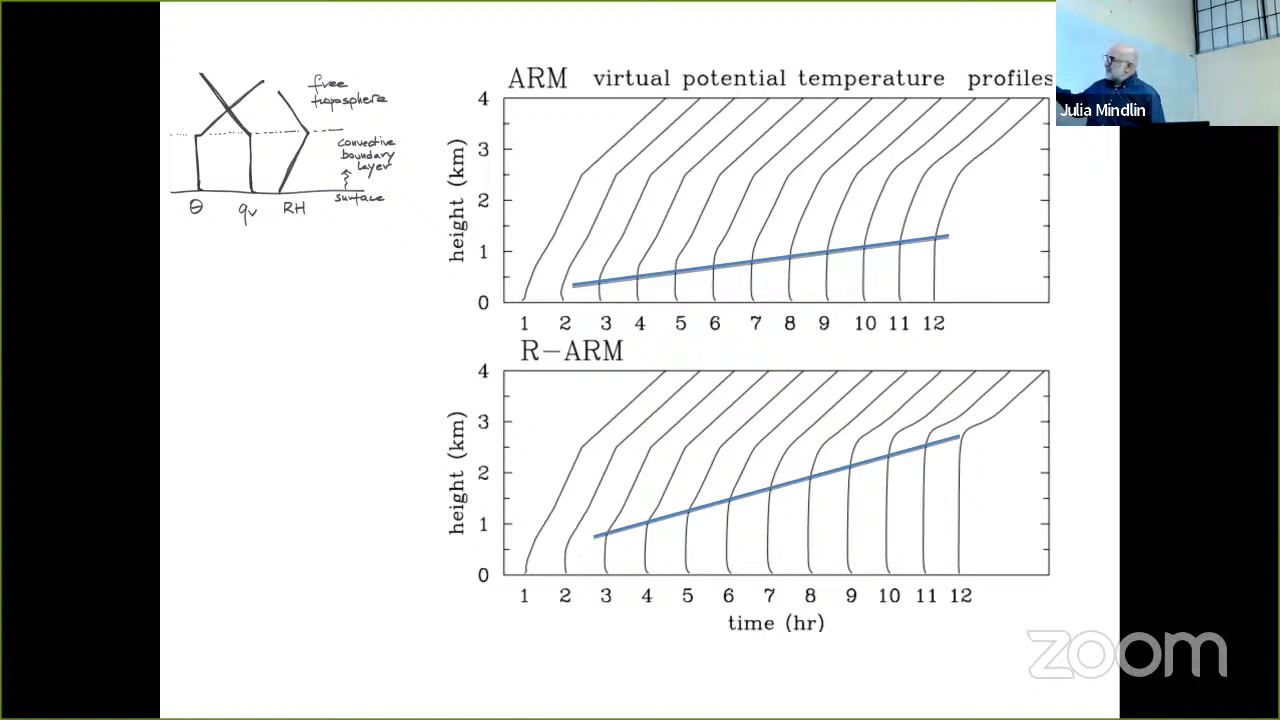 free
troposphere
convective
boundary
layer
surface
θ qv RH
ARM virtual potential temperature profiles
4
3
2
1
0
height (km)
1 2 3 4 5 6 7 8 9 10 11 12
R-ARM
4
3
2
1
0
height (km)
1 2 3 4 5 6 7 8 9 10 11 12
time (hr)
Julia Mindlin
zoom